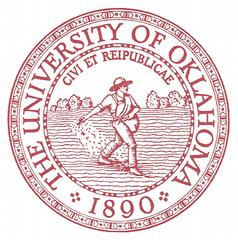 THE UNIVERSITY OF OKLAHOMA
CIVI ET REIPUBLICAE
1890